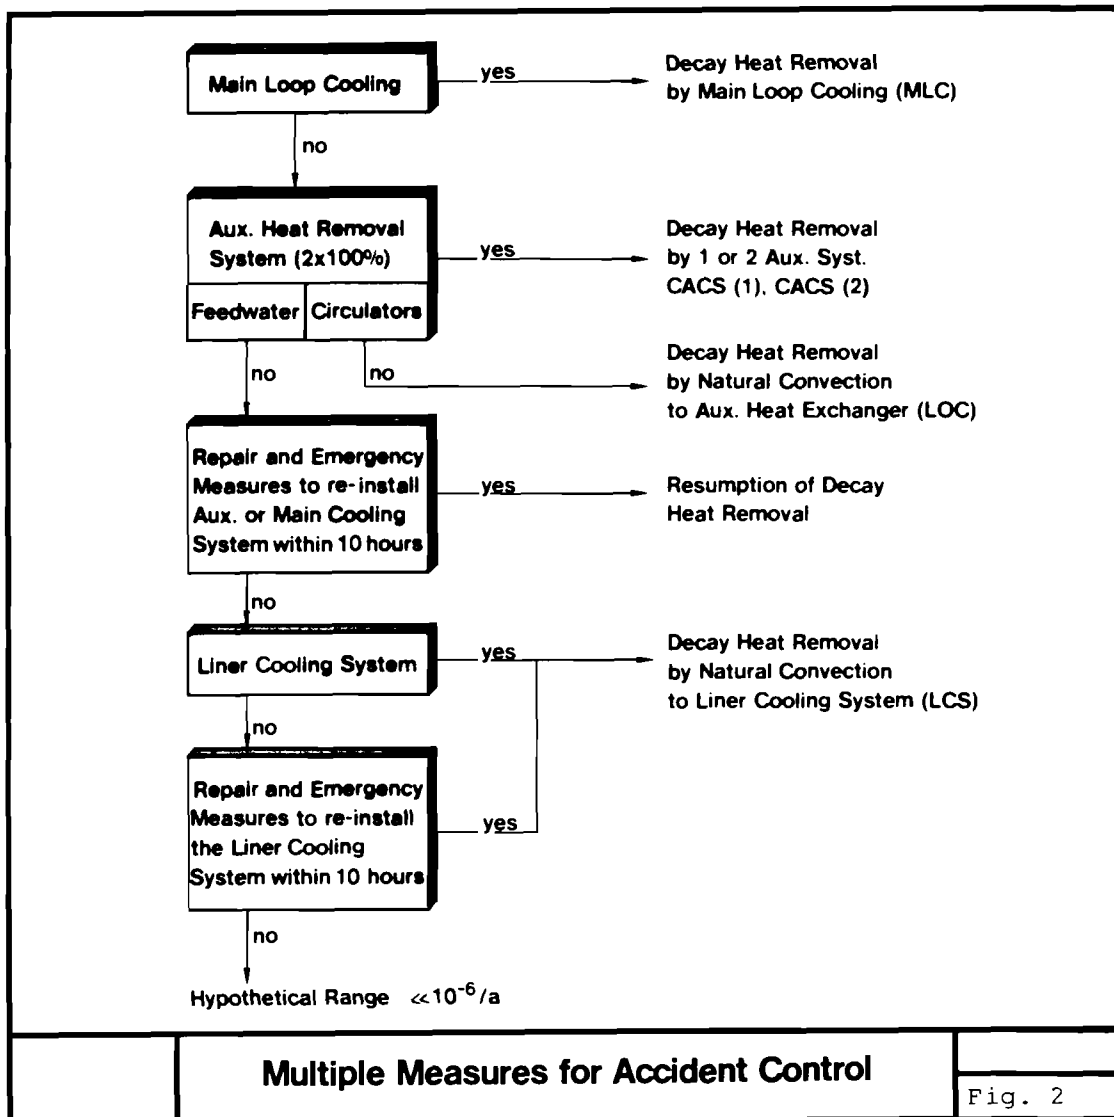 Main Loop Cooling
yes
Decay Heat Removal
by Main Loop Cooling (MLC)
no
Aux. Heat Removal
System (2x100%)
yes
Decay Heat Removal
by 1 or 2 Aux. Syst.
CACS (1), CACS (2)
Feedwater
Circulators
no
no
Decay Heat Removal
by Natural Convection
to Aux. Heat Exchanger (LOC)
Repair and Emergency
Measures to re-install
Aux. or Main Cooling
System within 10 hours
yes
Resumption of Decay
Heat Removal
no
Liner Cooling System
yes
Decay Heat Removal
by Natural Convection
to Liner Cooling System (LCS)
no
Repair and Emergency
Measures to re-install
the Liner Cooling
System within 10 hours
yes
no
Hypothetical Range ≪10⁻⁶/a
Multiple Measures for Accident Control
Fig. 2